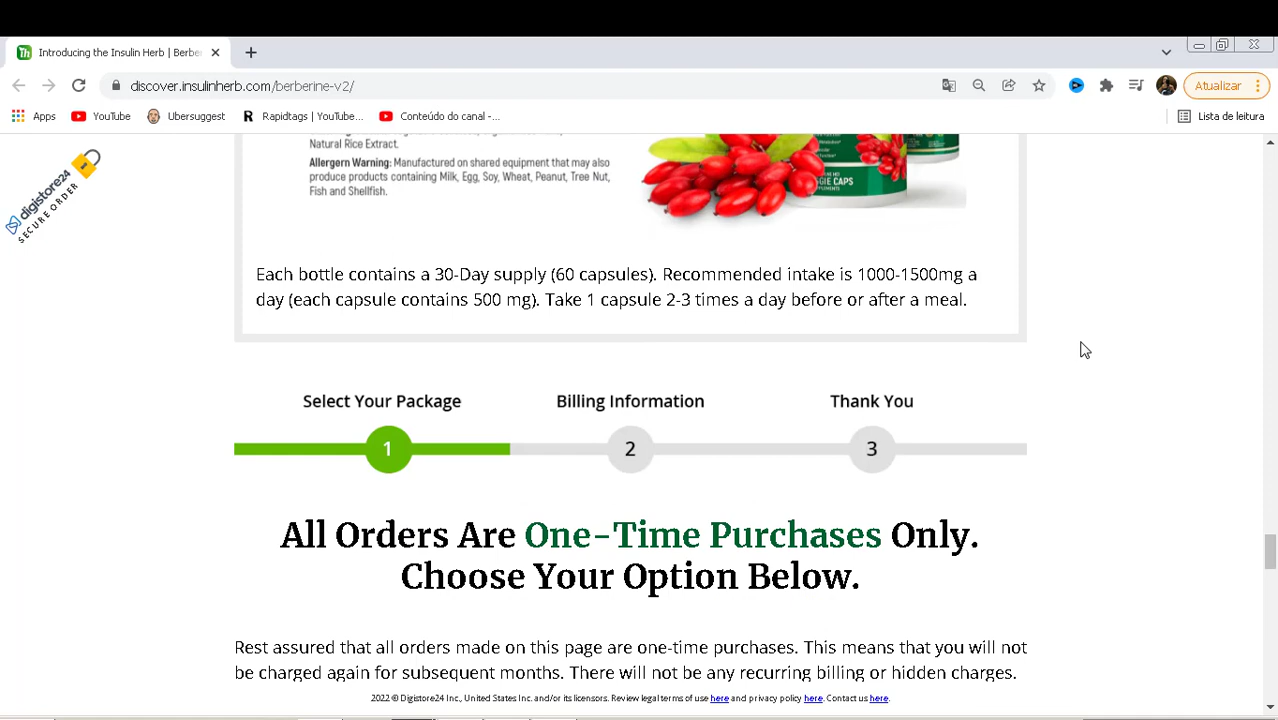 Introducing the Insulin Herb | Berbe
discover.insulinherb.com/berberine-v2/
Atualizar
Apps
YouTube
Ubersuggest
Rapidtags | YouTube...
Conteúdo do canal -...
Lista de leitura
digistore24
SECURE ORDER
Natural Rice Extract.
Allergern Warning: Manufactured on shared equipment that may also
produce products containing Milk, Egg, Soy, Wheat, Peanut, Tree Nut,
Fish and Shellfish.
GIE CAPS
Each bottle contains a 30-Day supply (60 capsules). Recommended intake is 1000-1500mg a
day (each capsule contains 500 mg). Take 1 capsule 2-3 times a day before or after a meal.
Select Your Package
Billing Information
Thank You
1
2
3
All Orders Are One-Time Purchases Only.
Choose Your Option Below.
Rest assured that all orders made on this page are one-time purchases. This means that you will not
be charged again for subsequent months. There will not be any recurring billing or hidden charges.
2022 © Digistore24 Inc., United States Inc. and/or its licensors. Review legal terms of use here and privacy policy here. Contact us here.